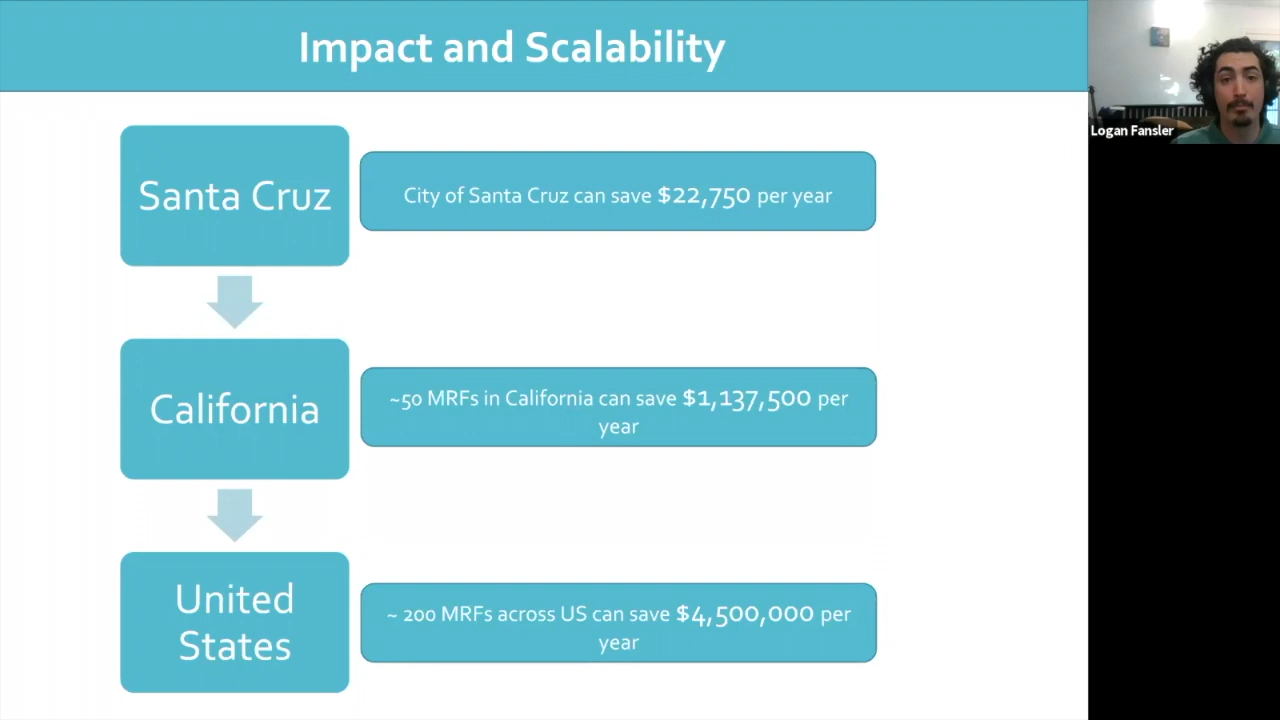 Impact and Scalability
Logan Fansler
Santa Cruz
City of Santa Cruz can save $22,750 per year
California
~50 MRFs in California can save $1,137,500 per
year
United
States
~ 200 MRFs across US can save $4,500,000 per
year